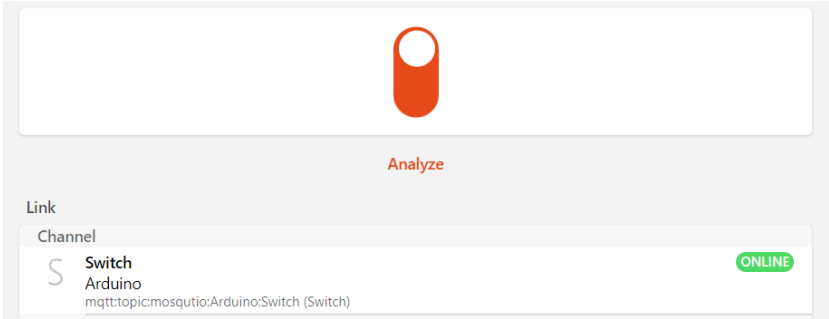 Analyze
Link
Channel
S
Switch
ONLINE
Arduino
mqtt:topic:mosqutio:Arduino:Switch (Switch)